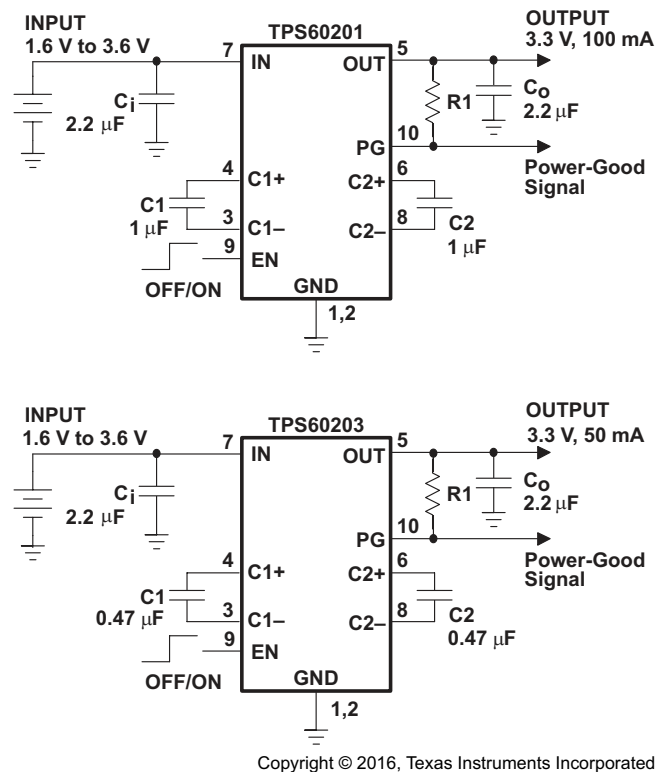 INPUT
1.6 V to 3.6 V
TPS60201
OUTPUT
3.3 V, 100 mA
7
IN
OUT
5
Ci
2.2 μF
R1
Co
2.2 μF
PG
10
Power-Good
Signal
4
C1+
C2+
6
C1
1 μF
3
C1–
C2–
8
C2
1 μF
9
EN
OFF/ON
GND
1,2
INPUT
1.6 V to 3.6 V
TPS60203
OUTPUT
3.3 V, 50 mA
7
IN
OUT
5
Ci
2.2 μF
R1
Co
2.2 μF
PG
10
Power-Good
Signal
4
C1+
C2+
6
C1
0.47 μF
3
C1–
C2–
8
C2
0.47 μF
9
EN
OFF/ON
GND
1,2
Copyright © 2016, Texas Instruments Incorporated